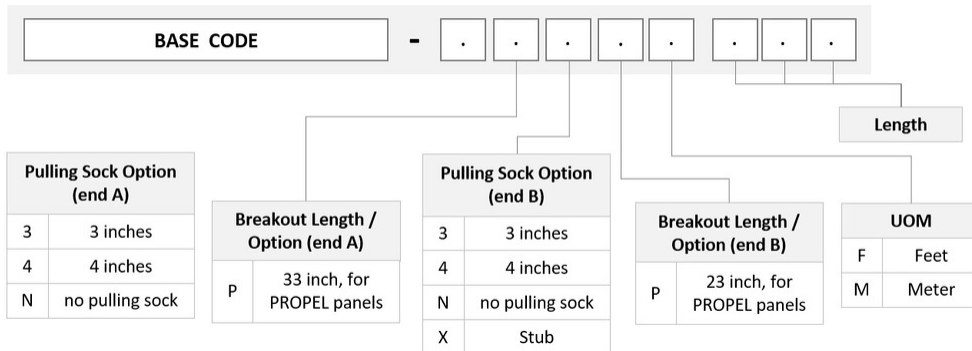 BASE CODE - . . . . . . . .
Length
Pulling Sock Option
(end A)
3 3 inches
4 4 inches
N no pulling sock
Breakout Length /
Option (end A)
P 33 inch, for
PROPEL panels
Pulling Sock Option
(end B)
3 3 inches
4 4 inches
N no pulling sock
X Stub
Breakout Length /
Option (end B)
P 23 inch, for
PROPEL panels
UOM
F Feet
M Meter